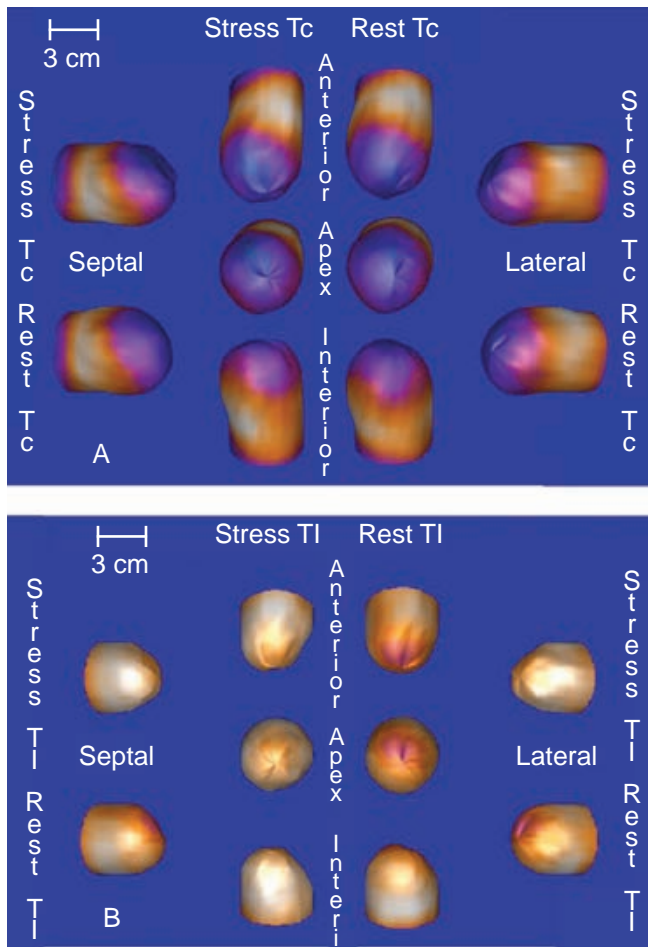 Stress Tc
Rest Tc
3 cm
Stress Tc
Rest Tc
Anterior
Apex
Interior
Septal
Lateral
Stress Tc
Rest Tc
A
Stress Tl
Rest Tl
3 cm
Stress Tl
Rest Tl
Anterior
Apex
Interi
Septal
Lateral
Stress Tl
Rest Tl
B